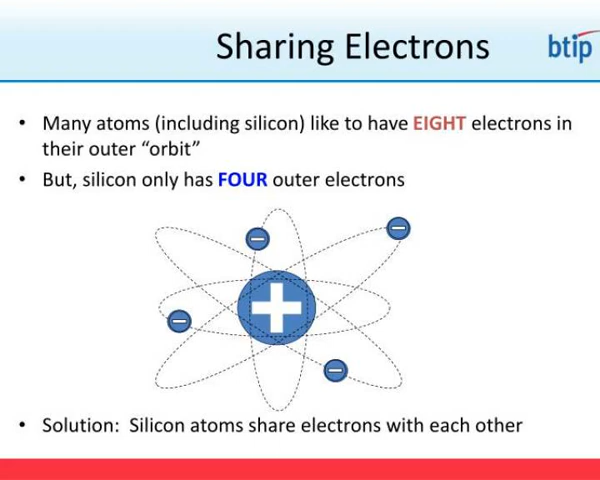 Sharing Electrons
btip
• Many atoms (including silicon) like to have EIGHT electrons in
their outer “orbit”
• But, silicon only has FOUR outer electrons
• Solution: Silicon atoms share electrons with each other